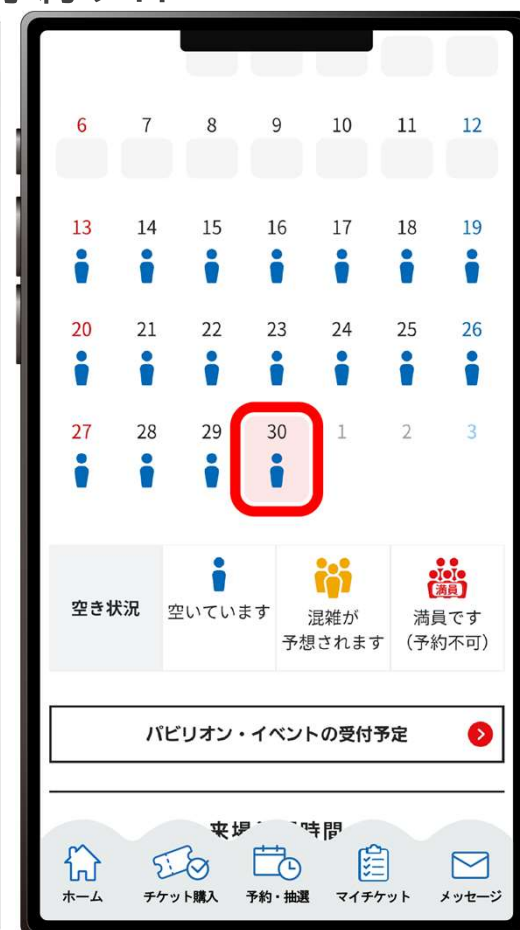 6 7 8 9 10 11 12
13 14 15 16 17 18 19
20 21 22 23 24 25 26
27 28 29 30 1 2 3
空き状況
空いています
混雑が
予想されます
満員
満員です
(予約不可)
パビリオン・イベントの受付予定
ホーム
チケット購入
予約・抽選
マイチケット
メッセージ